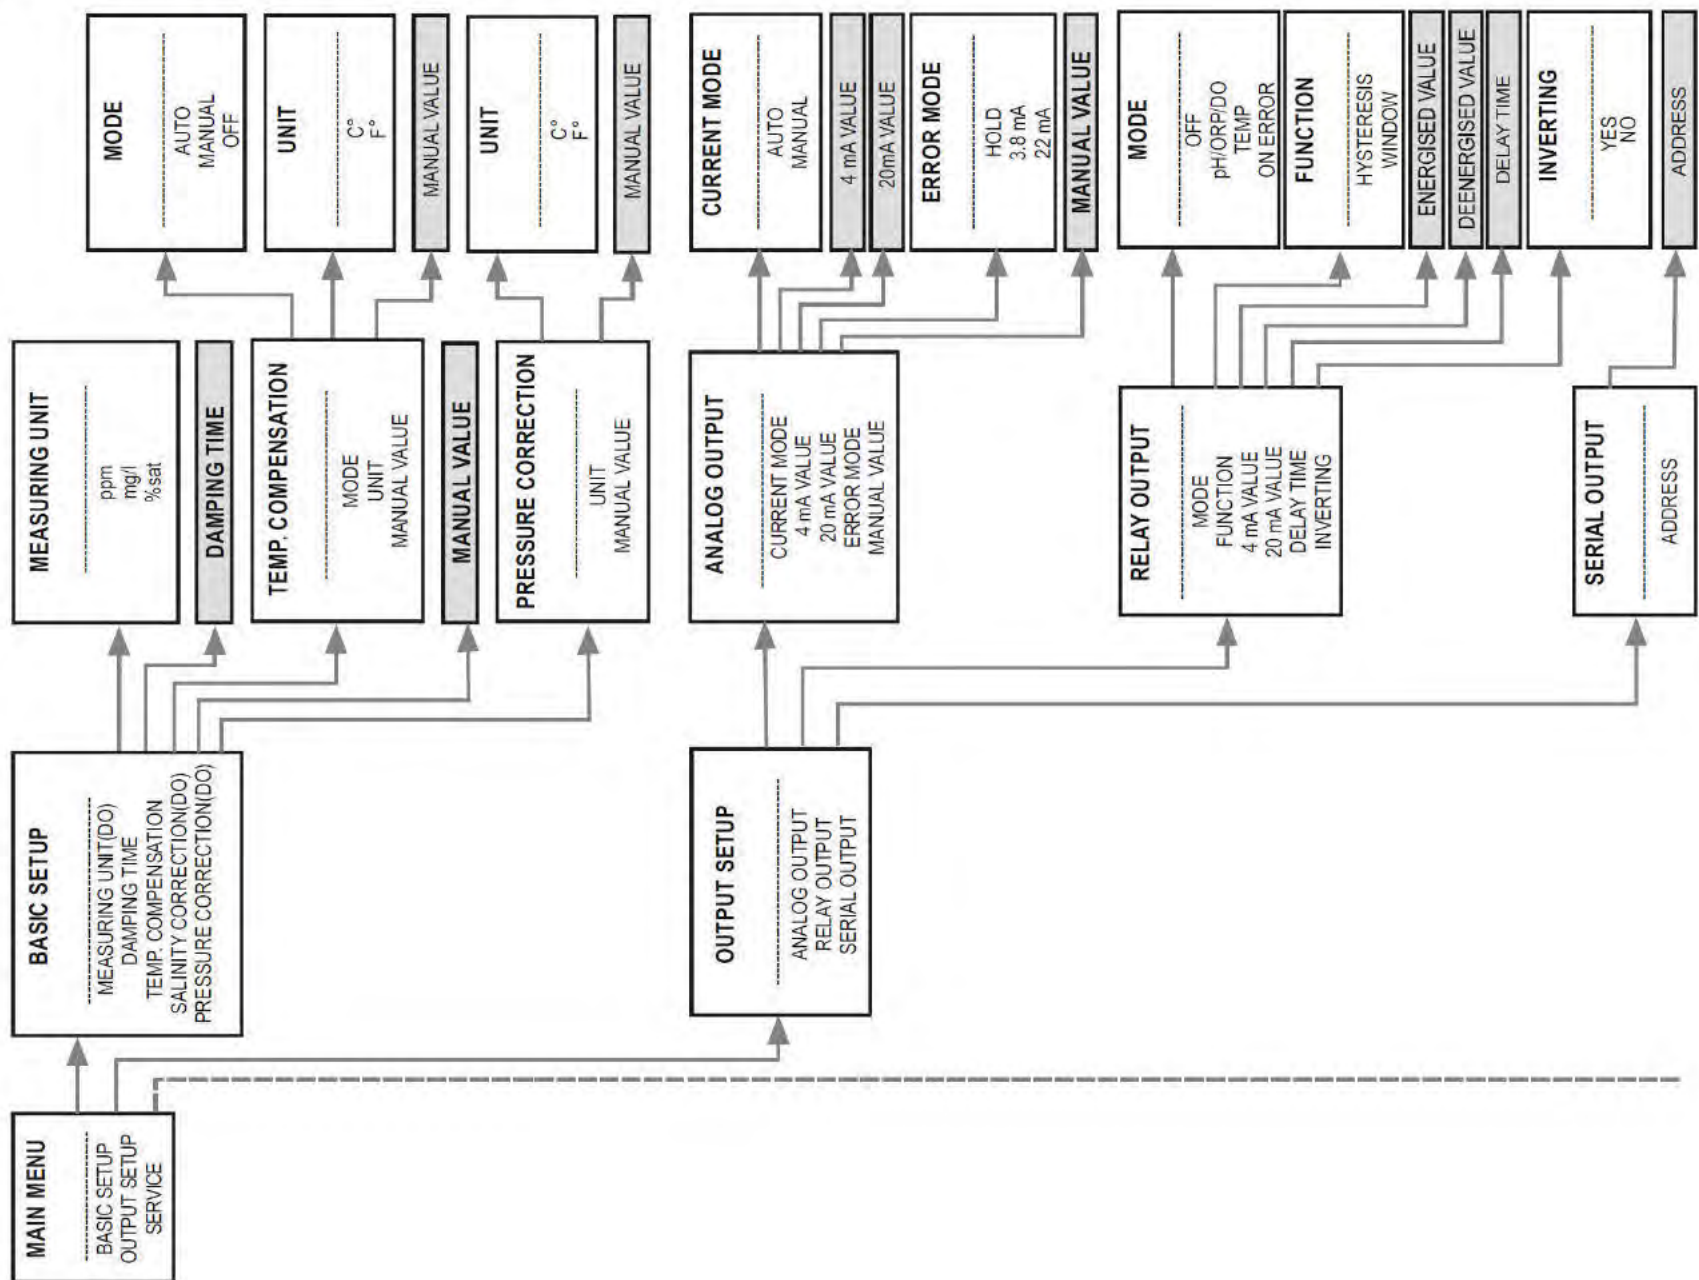 MAIN MENU
BASIC SETUP
OUTPUT SETUP
SERVICE
BASIC SETUP
MEASURING UNIT(DO)
DAMPING TIME
TEMP. COMPENSATION
SALINITY CORRECTION(DO)
PRESSURE CORRECTION(DO)
MEASURING UNIT
ppm
mg/l
%sat
DAMPING TIME
TEMP. COMPENSATION
MODE
UNIT
MANUAL VALUE
MANUAL VALUE
PRESSURE CORRECTION
UNIT
MANUAL VALUE
MODE
AUTO
MANUAL
OFF
UNIT
C°
F°
MANUAL VALUE
UNIT
C°
F°
MANUAL VALUE
OUTPUT SETUP
ANALOG OUTPUT
RELAY OUTPUT
SERIAL OUTPUT
ANALOG OUTPUT
CURRENT MODE
4 mA VALUE
20 mA VALUE
ERROR MODE
MANUAL VALUE
CURRENT MODE
AUTO
MANUAL
4 mA VALUE
20mA VALUE
ERROR MODE
HOLD
3.8 mA
22 mA
MANUAL VALUE
RELAY OUTPUT
MODE
FUNCTION
4 mA VALUE
20 mA VALUE
DELAY TIME
INVERTING
MODE
OFF
pH/ORP/DO
TEMP
ON ERROR
FUNCTION
HYSTERESIS
WINDOW
ENERGISED VALUE
DEENERGISED VALUE
DELAY TIME
INVERTING
YES
NO
SERIAL OUTPUT
ADDRESS
ADDRESS